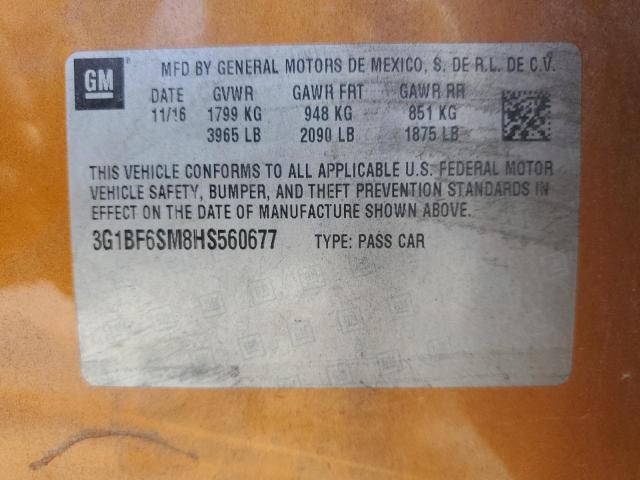 GM
MFD BY GENERAL MOTORS DE MEXICO, S. DE R.L. DE C.V.
DATE GVWR GAWR FRT GAWR RR
11/16 1799 KG 948 KG 851 KG
3965 LB 2090 LB 1875 LB
THIS VEHICLE CONFORMS TO ALL APPLICABLE U.S. FEDERAL MOTOR
VEHICLE SAFETY, BUMPER, AND THEFT PREVENTION STANDARDS IN
EFFECT ON THE DATE OF MANUFACTURE SHOWN ABOVE.
3G1BF6SM8HS560677 TYPE: PASS CAR